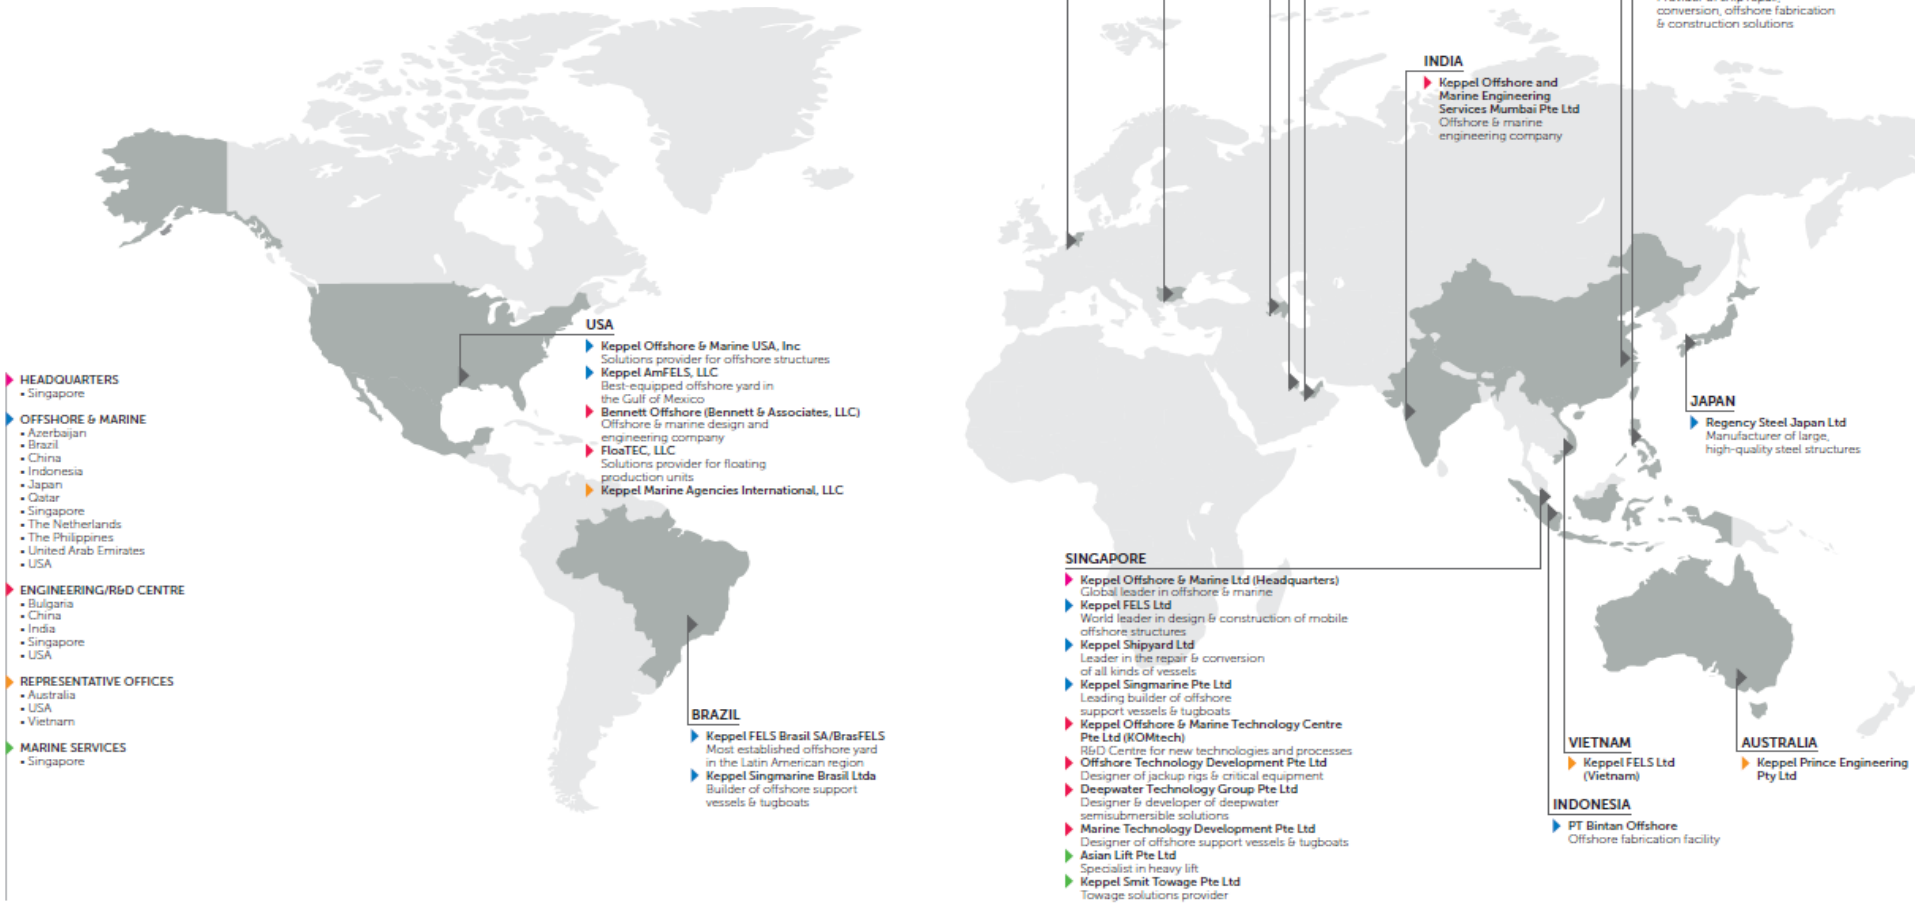 conversion, offshore fabrication
& construction solutions
INDIA
Keppel Offshore and
Marine Engineering
Services Mumbai Pte Ltd
Offshore & marine
engineering company
USA
Keppel Offshore & Marine USA, Inc
Solutions provider for offshore structures
Keppel AmFELS, LLC
Best-equipped offshore yard in
the Gulf of Mexico
Bennett Offshore (Bennett & Associates, LLC)
Offshore & marine design and
engineering company
FloaTEC, LLC
Solutions provider for floating
production units
Keppel Marine Agencies International, LLC
HEADQUARTERS
▪ Singapore
OFFSHORE & MARINE
▪ Azerbaijan
▪ Brazil
▪ China
▪ Indonesia
▪ Japan
▪ Qatar
▪ Singapore
▪ The Netherlands
▪ The Philippines
▪ United Arab Emirates
▪ USA
ENGINEERING/R&D CENTRE
▪ Bulgaria
▪ China
▪ India
▪ Singapore
▪ USA
REPRESENTATIVE OFFICES
▪ Australia
▪ USA
▪ Vietnam
MARINE SERVICES
▪ Singapore
BRAZIL
Keppel FELS Brasil SA/BrasFELS
Most established offshore yard
in the Latin American region
Keppel Singmarine Brasil Ltda
Builder of offshore support
vessels & tugboats
JAPAN
Regency Steel Japan Ltd
Manufacturer of large,
high-quality steel structures
SINGAPORE
Keppel Offshore & Marine Ltd (Headquarters)
Global leader in offshore & marine
Keppel FELS Ltd
World leader in design & construction of mobile
offshore structures
Keppel Shipyard Ltd
Leader in the repair & conversion
of all kinds of vessels
Keppel Singmarine Pte Ltd
Leading builder of offshore
support vessels & tugboats
Keppel Offshore & Marine Technology Centre
Pte Ltd (KOMtech)
R&D Centre for new technologies and processes
Offshore Technology Development Pte Ltd
Designer of jackup rigs & critical equipment
Deepwater Technology Group Pte Ltd
Designer & developer of deepwater
semisubmersible solutions
Marine Technology Development Pte Ltd
Designer of offshore support vessels & tugboats
Asian Lift Pte Ltd
Specialist in heavy lift
Keppel Smit Towage Pte Ltd
Towage solutions provider
VIETNAM
Keppel FELS Ltd
(Vietnam)
AUSTRALIA
Keppel Prince Engineering
Pty Ltd
INDONESIA
PT Bintan Offshore
Offshore fabrication facility